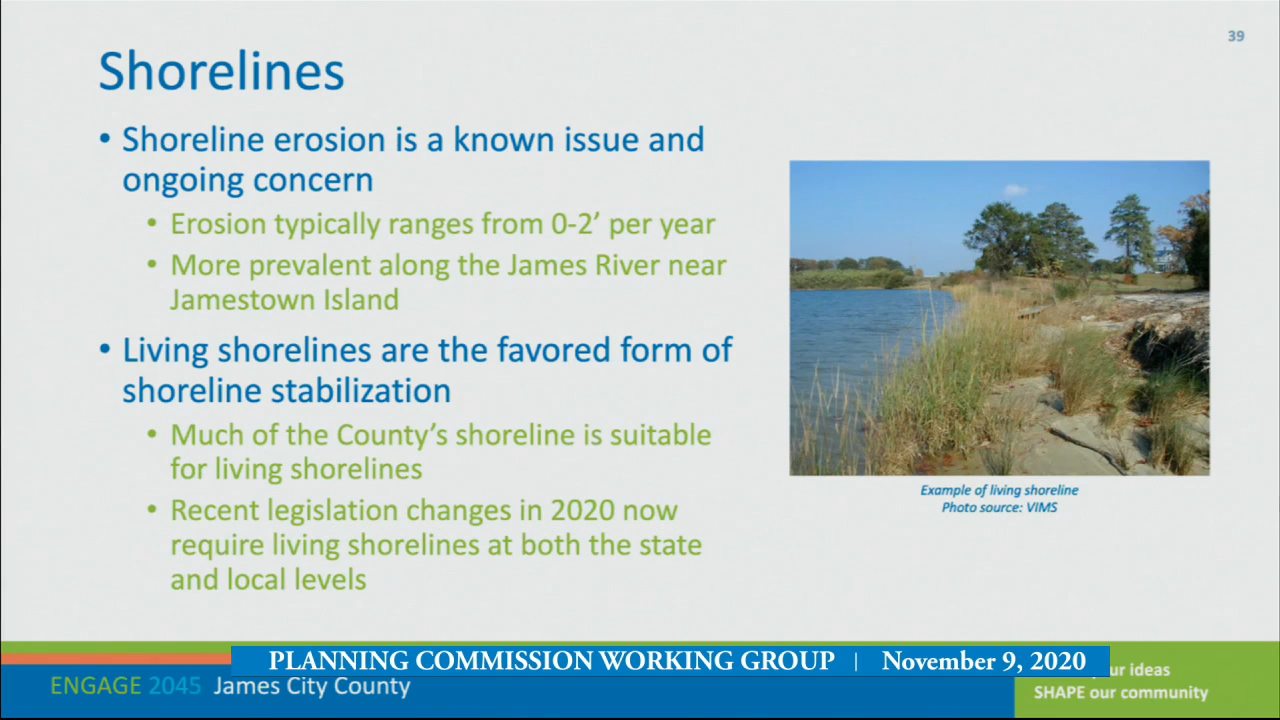 39
Shorelines
• Shoreline erosion is a known issue and
ongoing concern
• Erosion typically ranges from 0-2’ per year
• More prevalent along the James River near
Jamestown Island
• Living shorelines are the favored form of
shoreline stabilization
• Much of the County’s shoreline is suitable
for living shorelines
• Recent legislation changes in 2020 now
require living shorelines at both the state
and local levels
Example of living shoreline
Photo source: VIMS
PLANNING COMMISSION WORKING GROUP | November 9, 2020
ENGAGE 2045 James City County
ideas
SHAPE our community